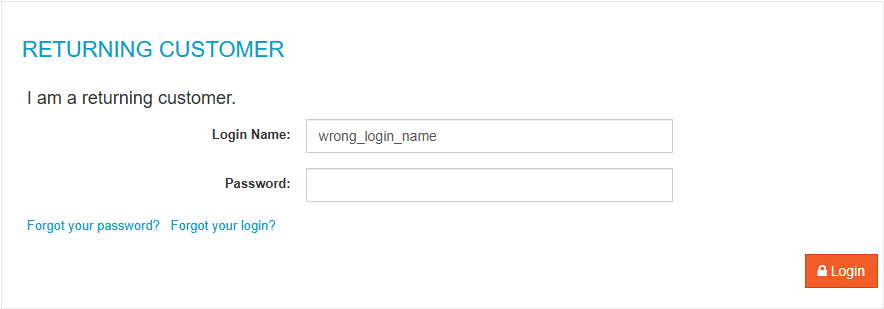 RETURNING CUSTOMER
I am a returning customer.
Login Name: wrong_login_name
Password:
Forgot your password? Forgot your login?
Login